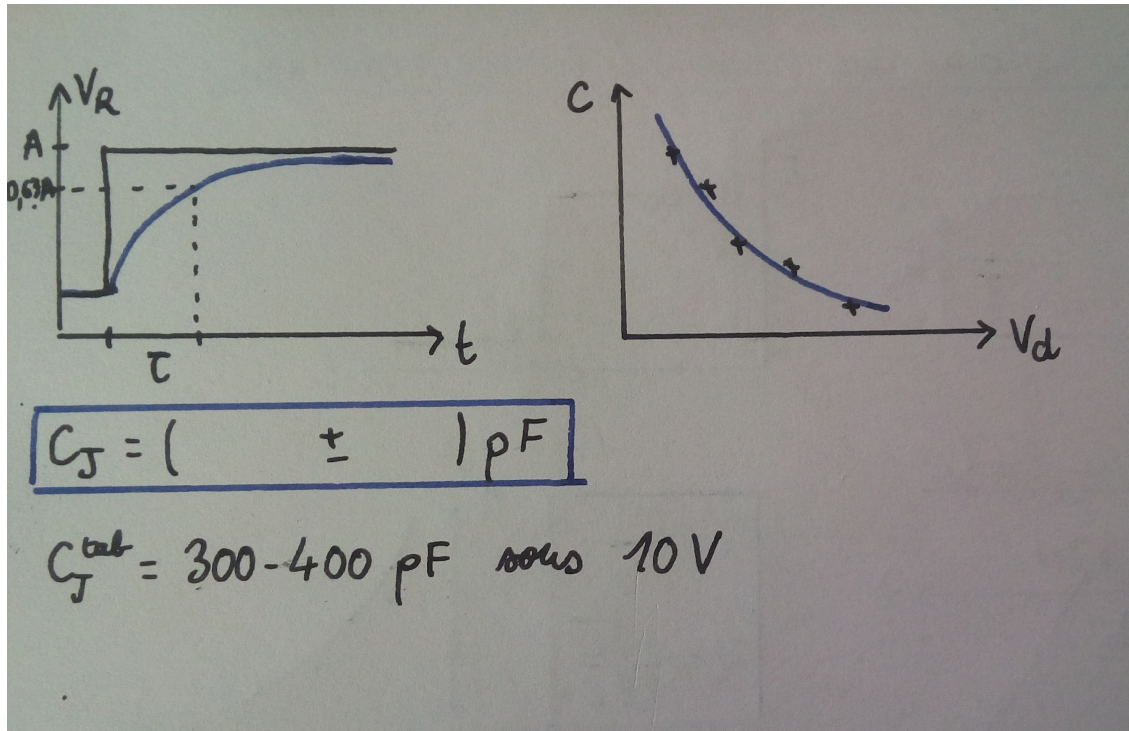 V_R
A
0,63A
τ
t
C
V_d
C_J = ( ± ) pF
C_J^tab = 300-400 pF sous 10 V